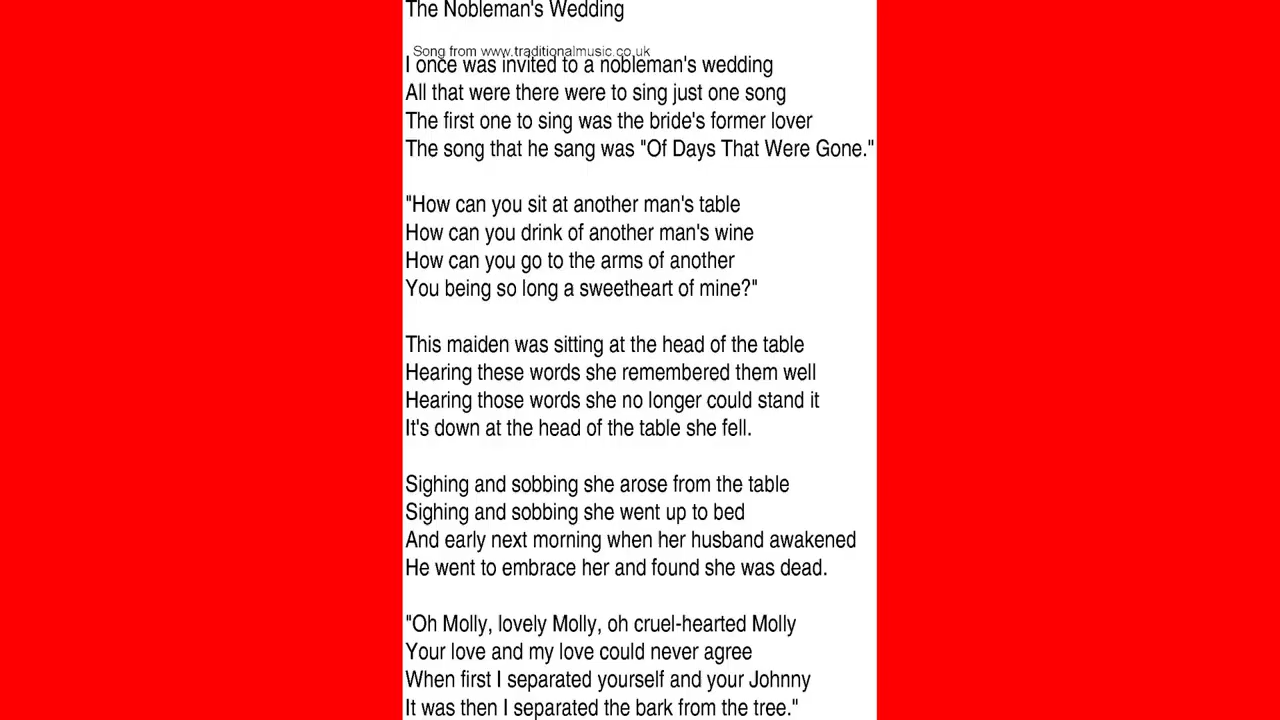 The Nobleman's Wedding
Song from www.traditionalmusic.co.uk
I once was invited to a nobleman's wedding
All that were there were to sing just one song
The first one to sing was the bride's former lover
The song that he sang was "Of Days That Were Gone."
"How can you sit at another man's table
How can you drink of another man's wine
How can you go to the arms of another
You being so long a sweetheart of mine?"
This maiden was sitting at the head of the table
Hearing these words she remembered them well
Hearing those words she no longer could stand it
It's down at the head of the table she fell.
Sighing and sobbing she arose from the table
Sighing and sobbing she went up to bed
And early next morning when her husband awakened
He went to embrace her and found she was dead.
"Oh Molly, lovely Molly, oh cruel-hearted Molly
Your love and my love could never agree
When first I separated yourself and your Johnny
It was then I separated the bark from the tree."